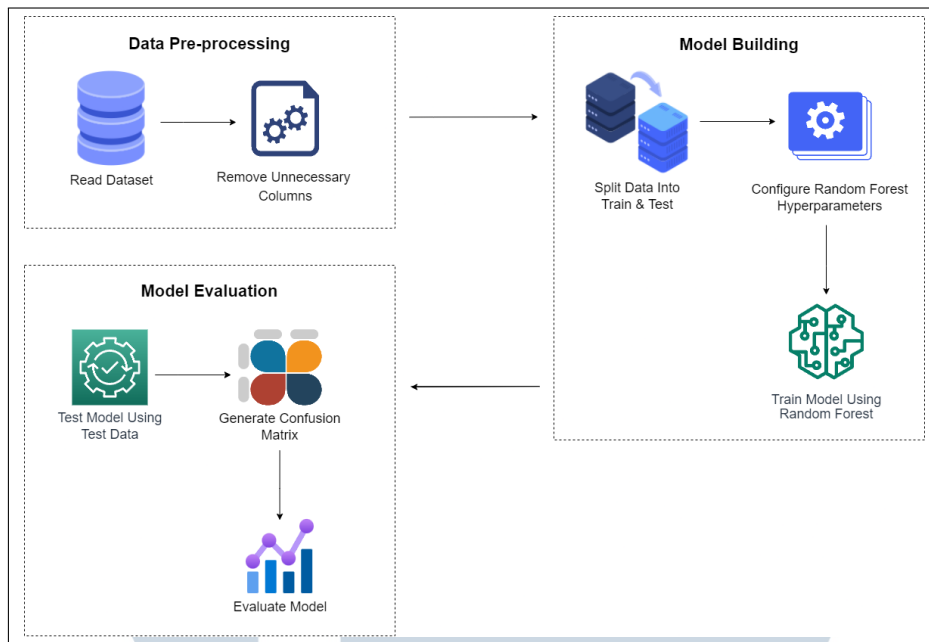 Data Pre-processing
Read Dataset
Remove Unnecessary
Columns
Model Building
Split Data Into
Train & Test
Configure Random Forest
Hyperparameters
Train Model Using
Random Forest
Model Evaluation
Test Model Using
Test Data
Generate Confusion
Matrix
Evaluate Model